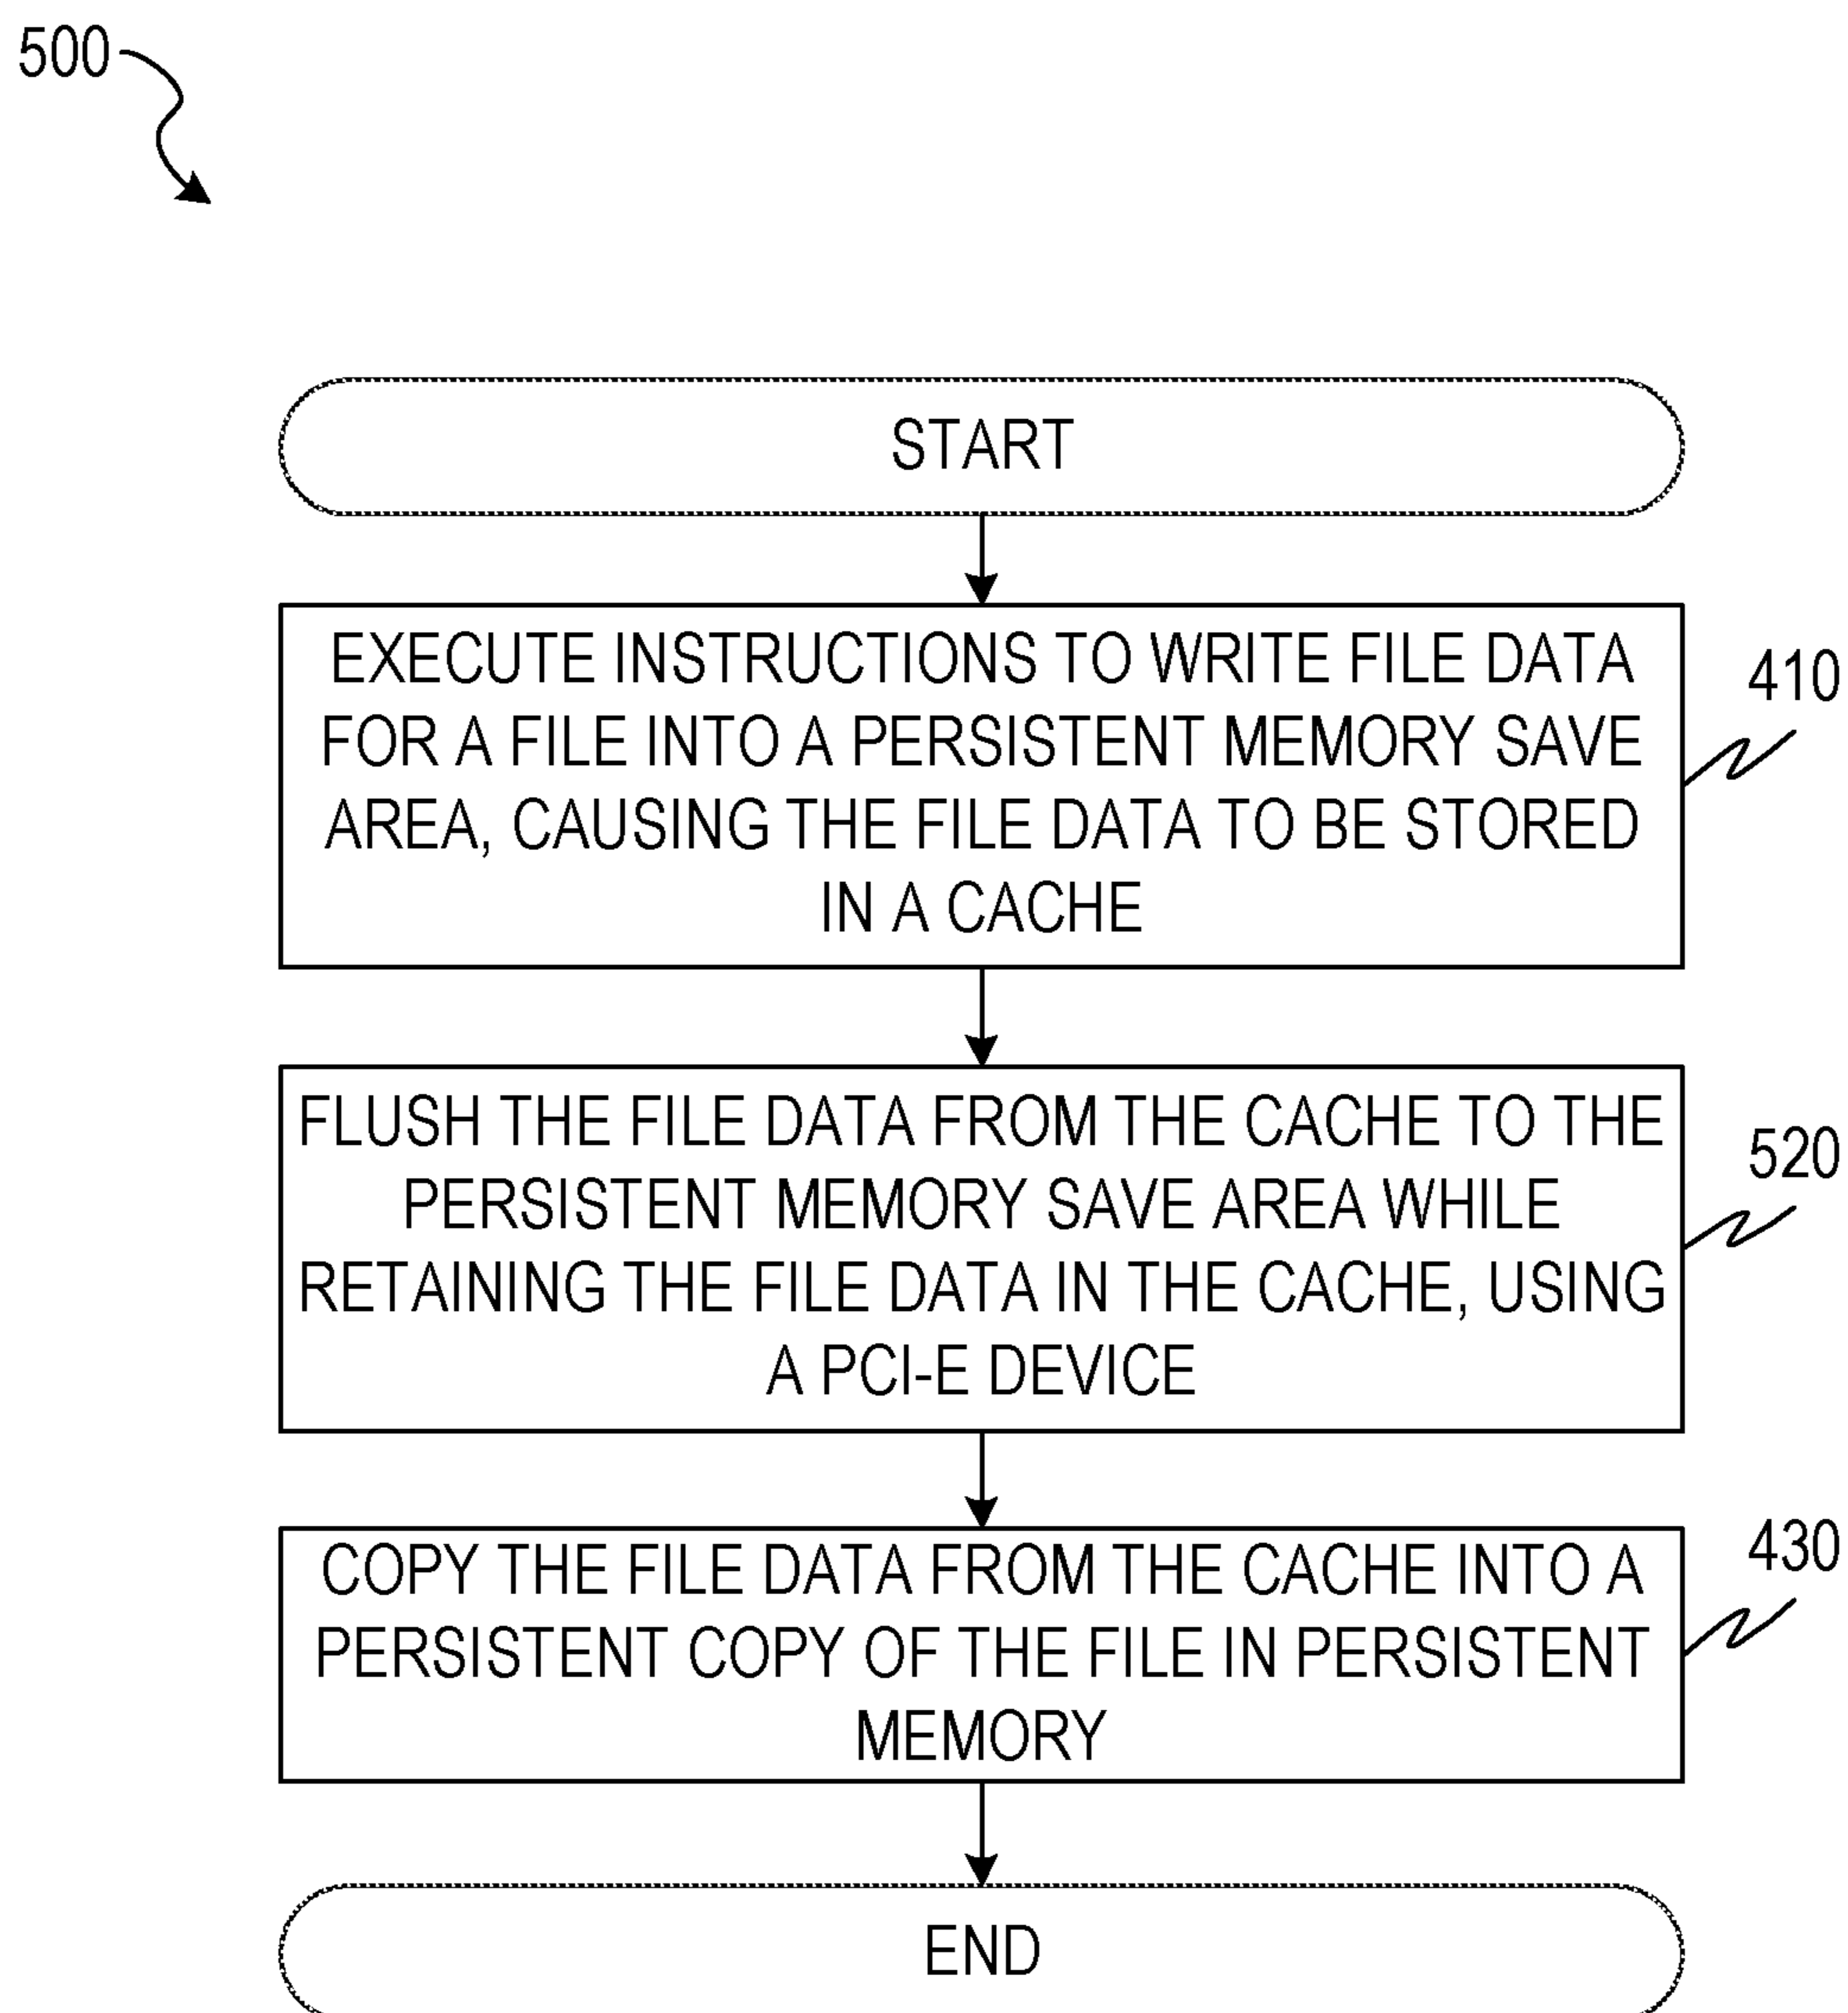 500
START
EXECUTE INSTRUCTIONS TO WRITE FILE DATA
FOR A FILE INTO A PERSISTENT MEMORY SAVE
AREA, CAUSING THE FILE DATA TO BE STORED
IN A CACHE
410
FLUSH THE FILE DATA FROM THE CACHE TO THE
PERSISTENT MEMORY SAVE AREA WHILE
RETAINING THE FILE DATA IN THE CACHE, USING
A PCI-E DEVICE
520
COPY THE FILE DATA FROM THE CACHE INTO A
PERSISTENT COPY OF THE FILE IN PERSISTENT
MEMORY
430
END